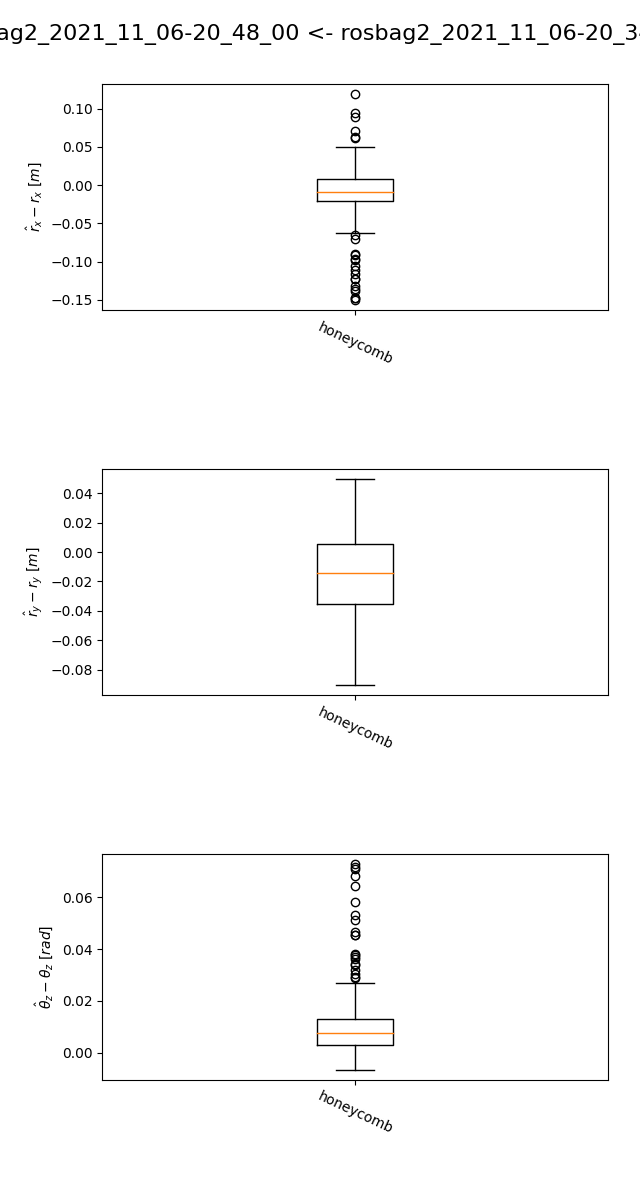 ag2_2021_11_06-20_48_00 <- rosbag2_2021_11_06-20_3
0.10
0.05
0.00
−0.05
−0.10
−0.15
r̂x − rx [m]
honeycomb
0.04
0.02
0.00
−0.02
−0.04
−0.06
−0.08
r̂y − ry [m]
honeycomb
0.06
0.04
0.02
0.00
θ̂z − θz [rad]
honeycomb